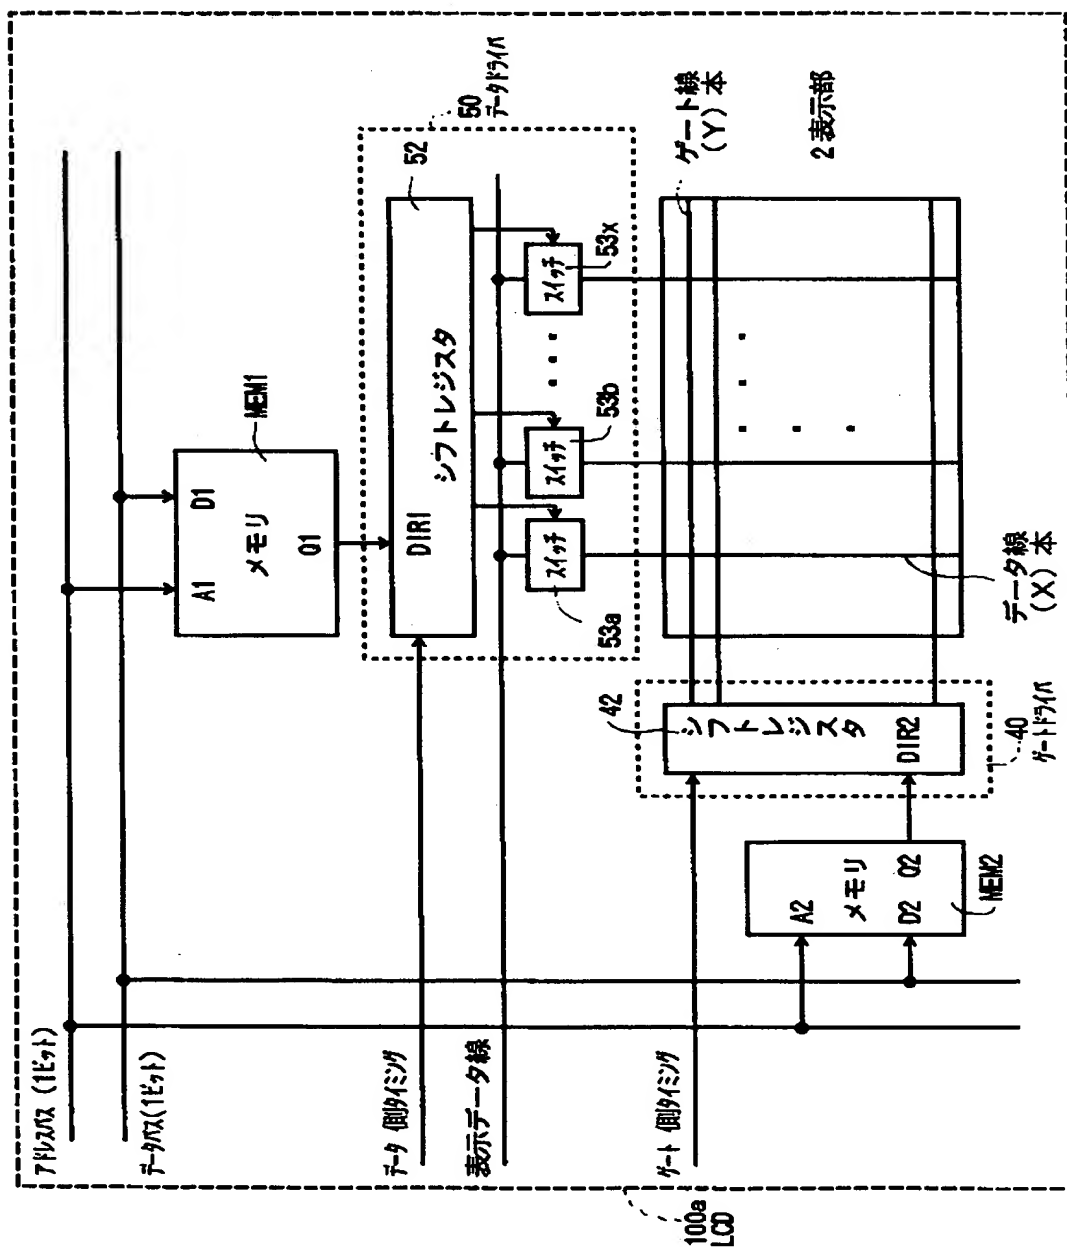 アドレスバス (1ビット)
データバス(1ビット)
MEM1
A1
D1
メモリ
Q1
50
データドライバ
52
データ 側タイミング
DIR1
シフトレジスタ
表示データ線
スイッチ
スイッチ
スイッチ
53a
53b
53x
ゲート線
(Y) 本
2 表示部
ゲート 側タイミング
42
シフトレジスタ
DIR2
40
ゲートドライバ
A2
メモリ
D2
Q2
MEM2
データ線
(X) 本
100a
LCD